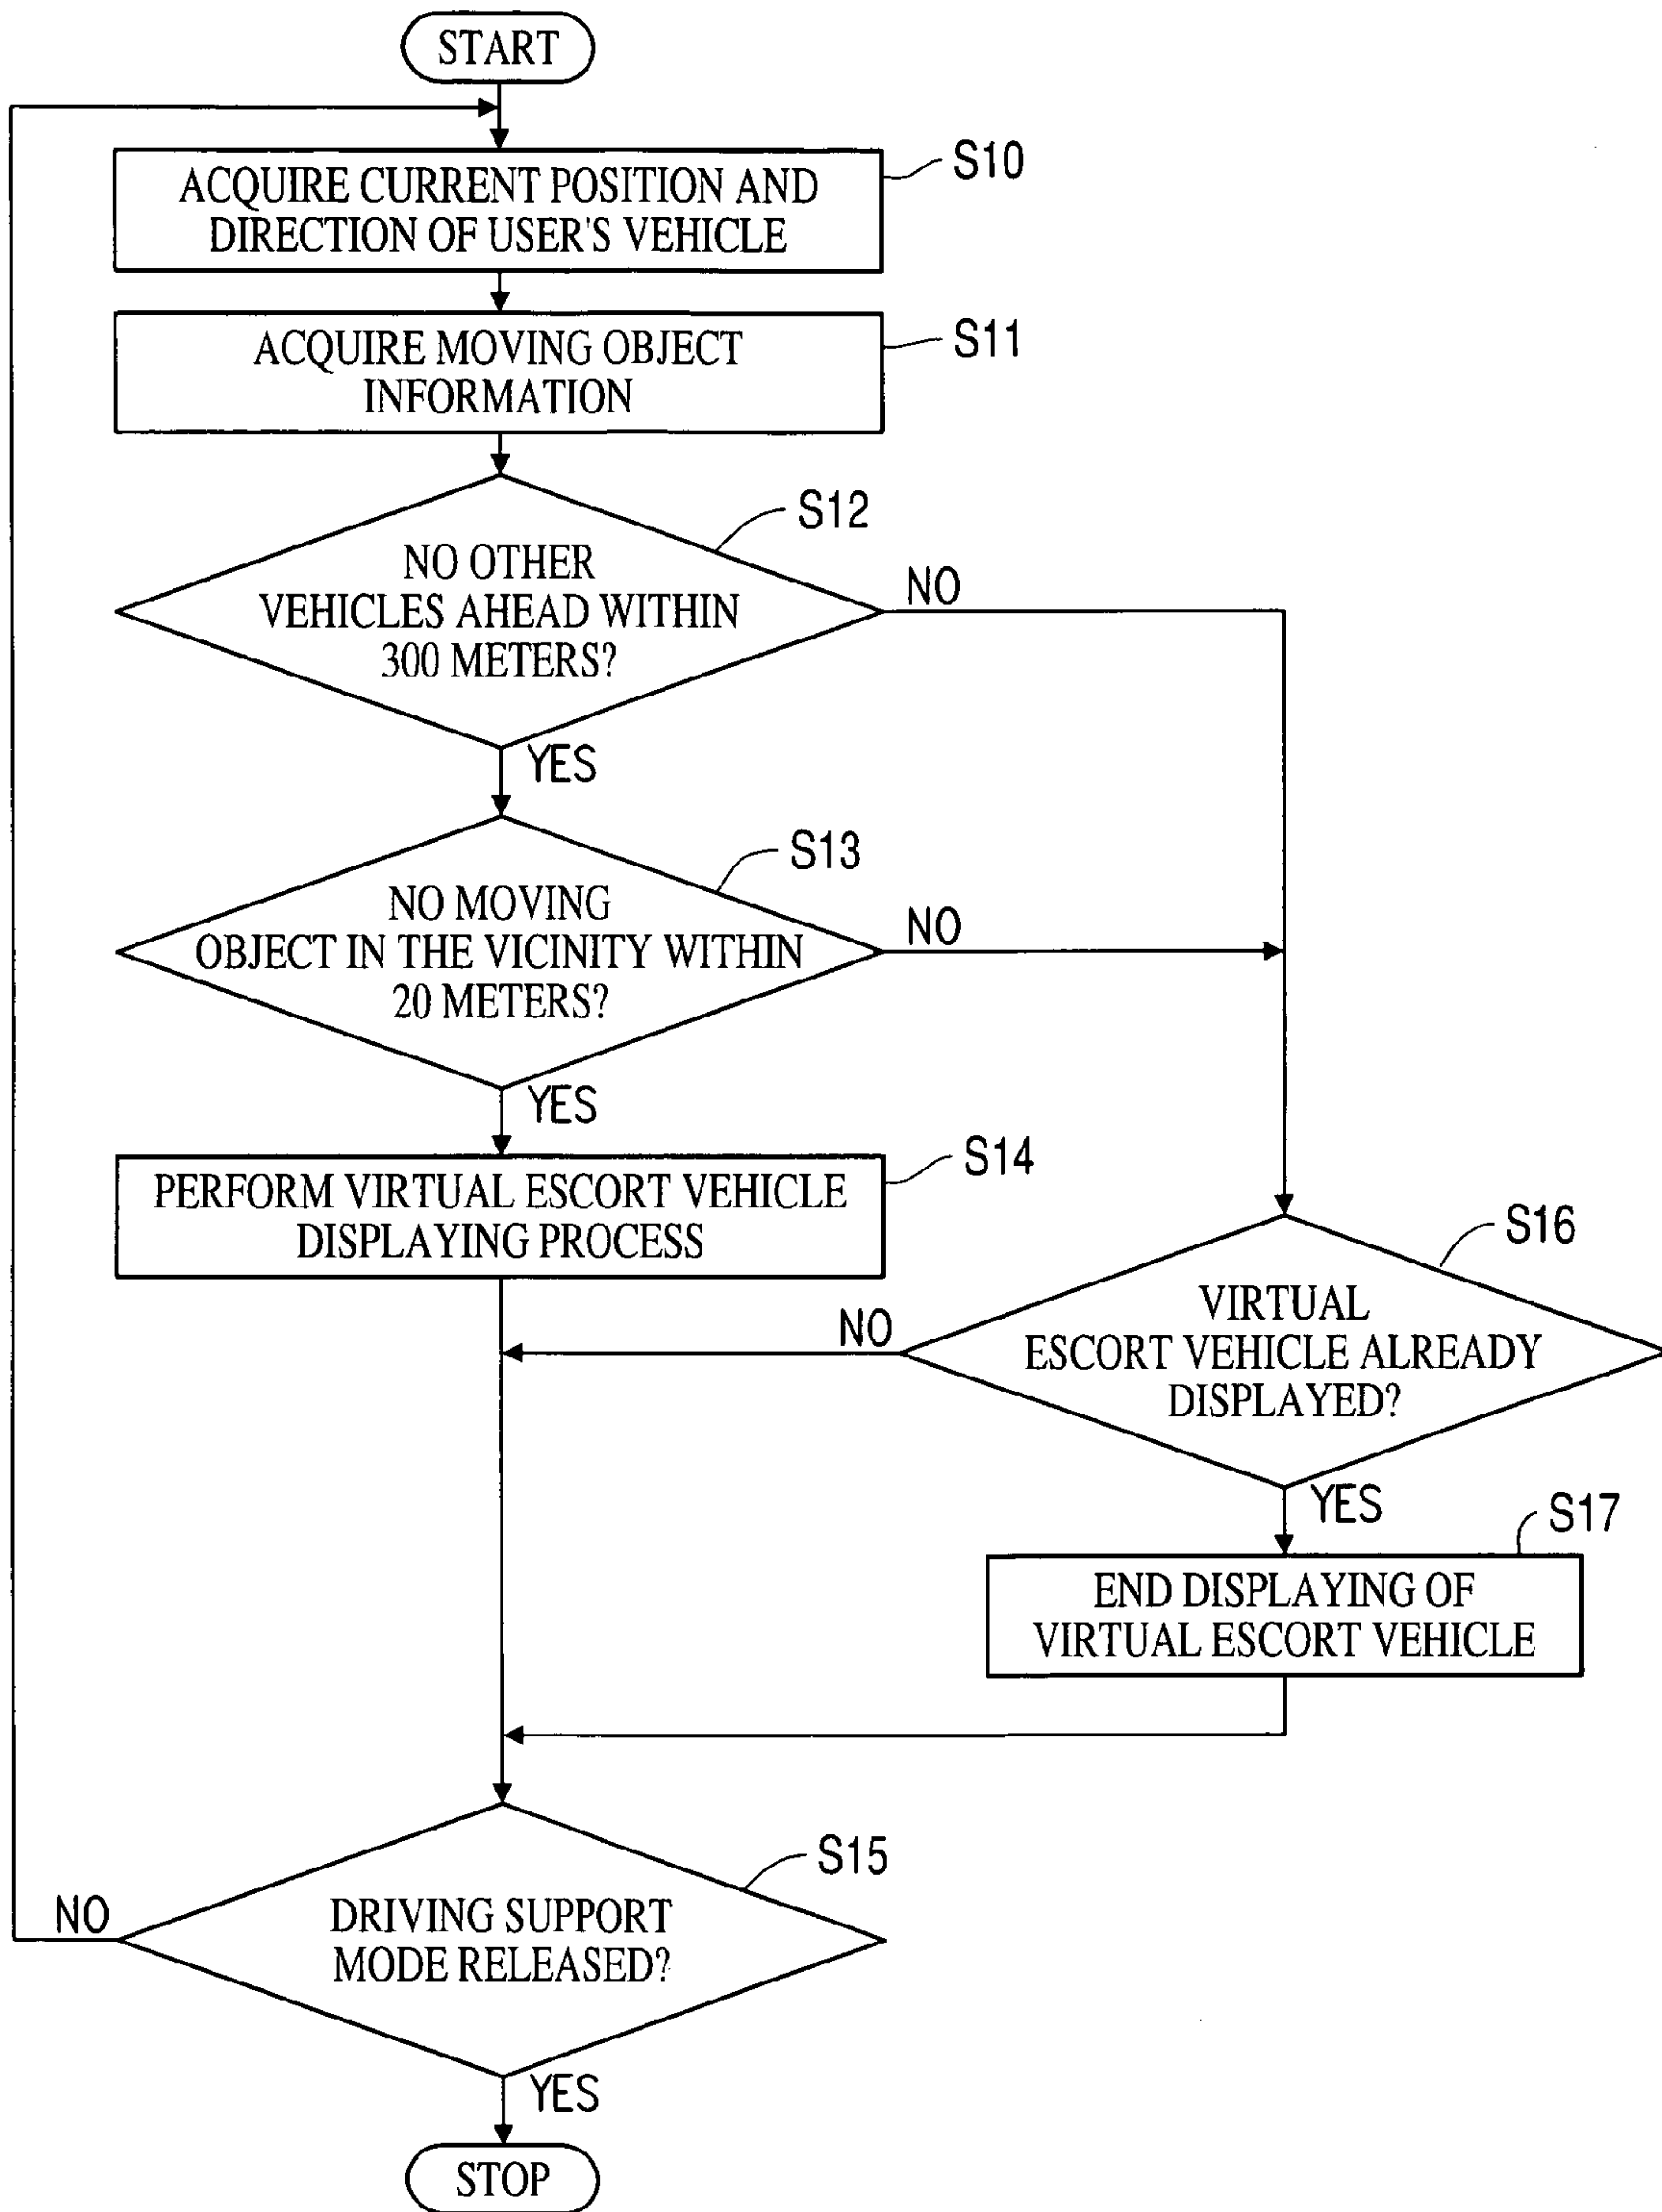 START
S10
ACQUIRE CURRENT POSITION AND
DIRECTION OF USER'S VEHICLE
S11
ACQUIRE MOVING OBJECT
INFORMATION
S12
NO OTHER
VEHICLES AHEAD WITHIN
300 METERS?
NO
YES
S13
NO MOVING
OBJECT IN THE VICINITY WITHIN
20 METERS?
NO
YES
S14
PERFORM VIRTUAL ESCORT VEHICLE
DISPLAYING PROCESS
S16
VIRTUAL
ESCORT VEHICLE ALREADY
DISPLAYED?
NO
YES
S17
END DISPLAYING OF
VIRTUAL ESCORT VEHICLE
S15
DRIVING SUPPORT
MODE RELEASED?
NO
YES
STOP